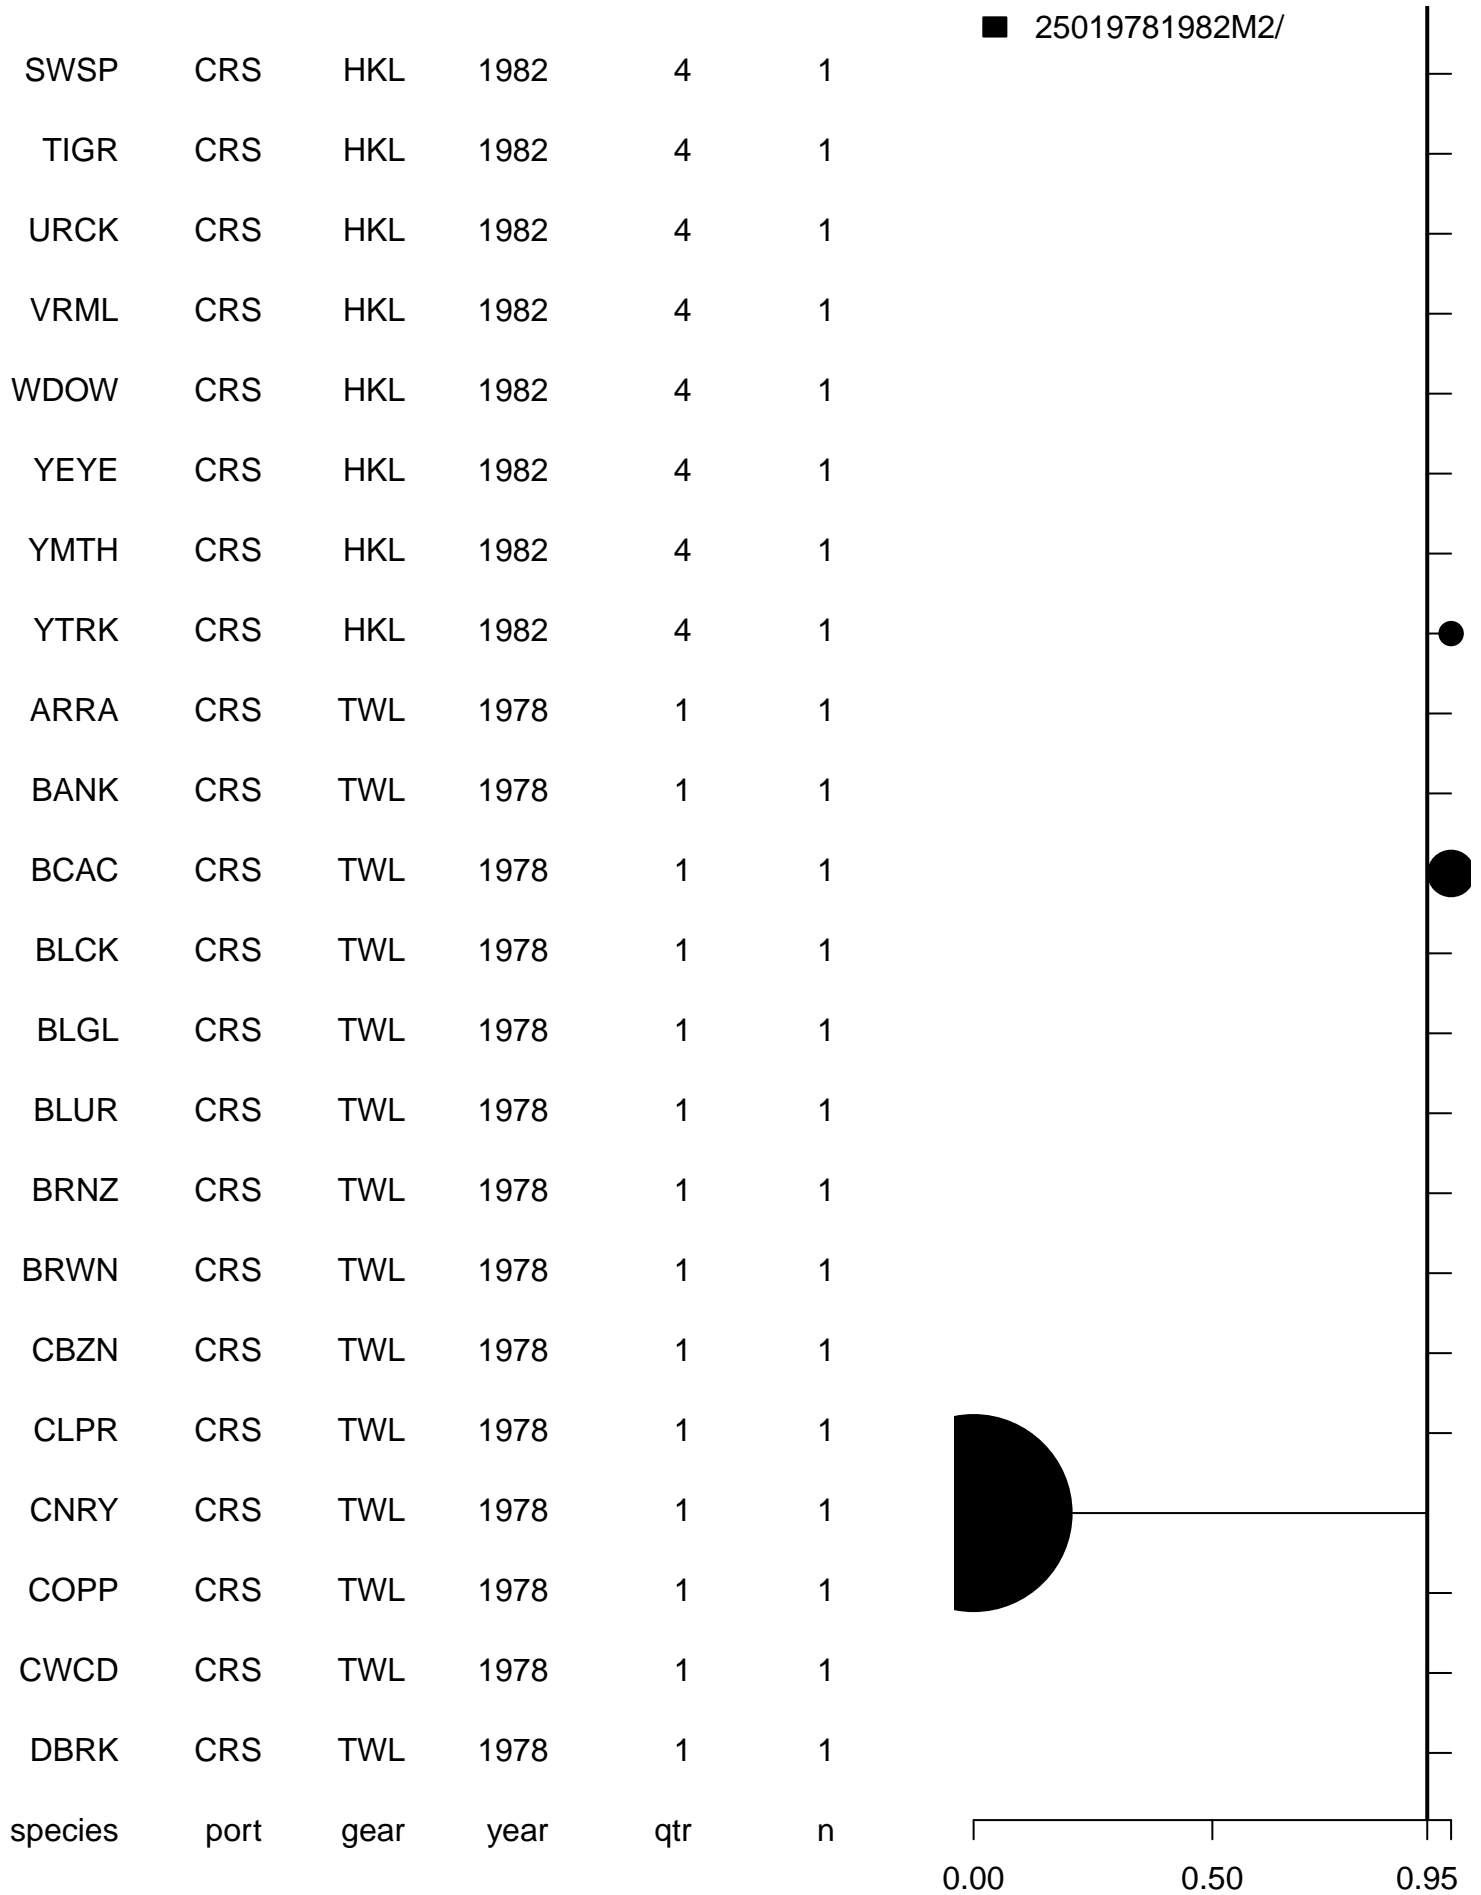 25019781982M2/
SWSP CRS HKL 1982 4 1
TIGR CRS HKL 1982 4 1
URCK CRS HKL 1982 4 1
VRML CRS HKL 1982 4 1
WDOW CRS HKL 1982 4 1
YEYE CRS HKL 1982 4 1
YMTH CRS HKL 1982 4 1
YTRK CRS HKL 1982 4 1
ARRA CRS TWL 1978 1 1
BANK CRS TWL 1978 1 1
BCAC CRS TWL 1978 1 1
BLCK CRS TWL 1978 1 1
BLGL CRS TWL 1978 1 1
BLUR CRS TWL 1978 1 1
BRNZ CRS TWL 1978 1 1
BRWN CRS TWL 1978 1 1
CBZN CRS TWL 1978 1 1
CLPR CRS TWL 1978 1 1
CNRY CRS TWL 1978 1 1
COPP CRS TWL 1978 1 1
CWCD CRS TWL 1978 1 1
DBRK CRS TWL 1978 1 1
species port gear year qtr n
0.00 0.50 0.95